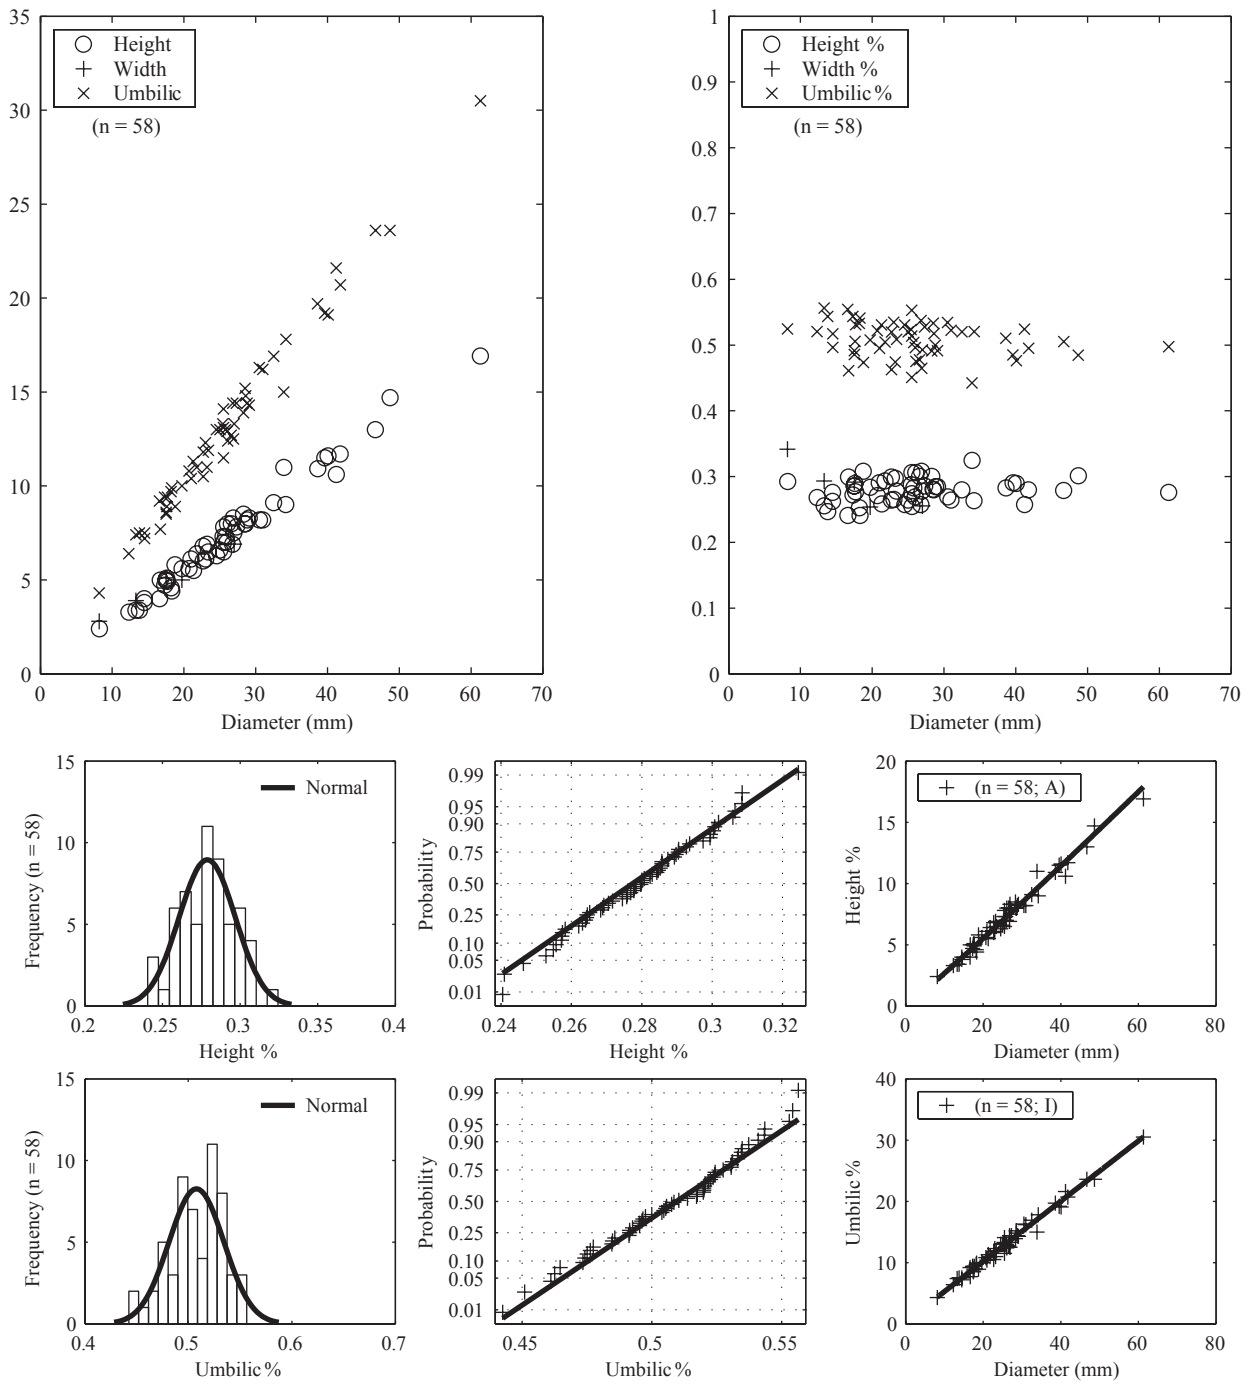 35
30
25
20
15
10
5
0
Height
Width
Umbilic
(n = 58)
0 10 20 30 40 50 60 70
Diameter (mm)
1
0.9
0.8
0.7
0.6
0.5
0.4
0.3
0.2
0.1
0
Height %
Width %
Umbilic %
(n = 58)
0 10 20 30 40 50 60 70
Diameter (mm)
15
10
5
0
Frequency (n = 58)
Normal
0.2 0.25 0.3 0.35 0.4
Height %
0.99
0.95
0.90
0.75
0.50
0.25
0.10
0.05
0.01
Probability
0.24 0.26 0.28 0.3 0.32
Height %
20
15
10
5
0
Height %
(n = 58; A)
0 20 40 60 80
Diameter (mm)
15
10
5
0
Frequency (n = 58)
Normal
0.4 0.5 0.6 0.7
Umbilic %
0.99
0.95
0.90
0.75
0.50
0.25
0.10
0.05
0.01
Probability
0.45 0.5 0.55
Umbilic %
40
30
20
10
0
Umbilic %
(n = 58; I)
0 20 40 60 80
Diameter (mm)